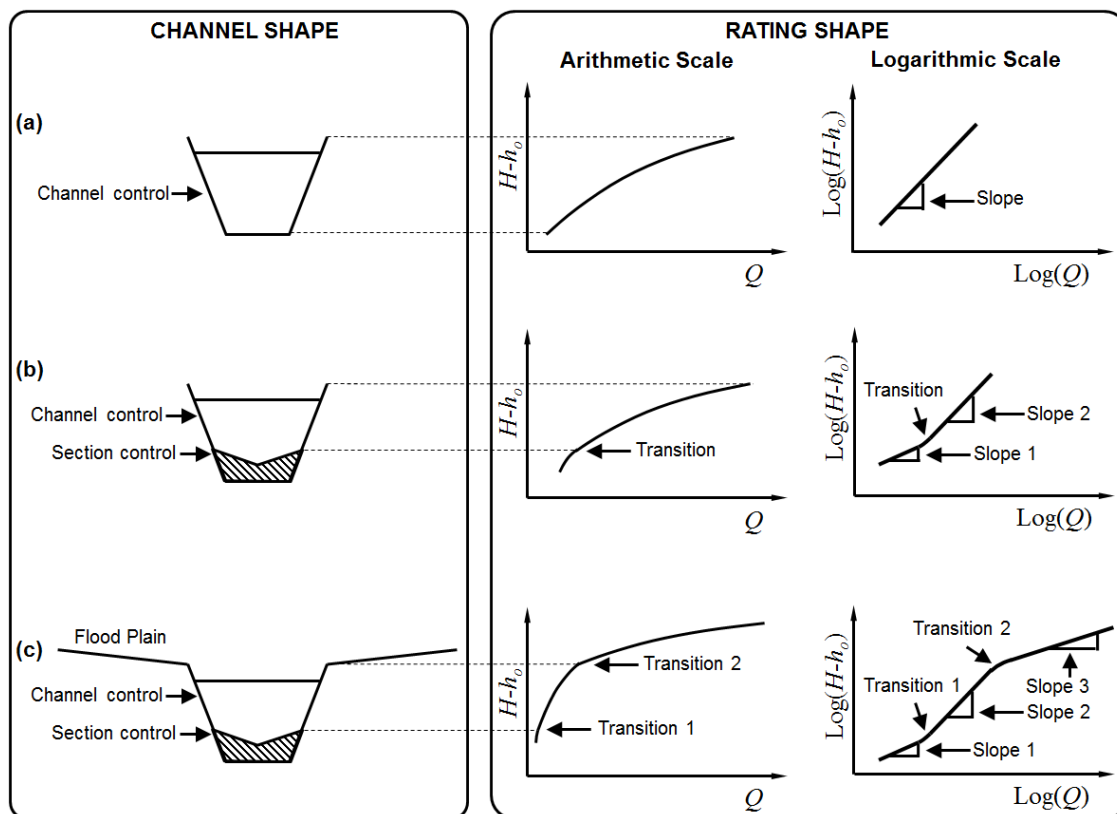 CHANNEL SHAPE
RATING SHAPE
Arithmetic Scale
Logarithmic Scale
(a)
Channel control
H-ho
Q
Log(H-ho)
Slope
Log(Q)
(b)
Channel control
Section control
H-ho
Transition
Q
Log(H-ho)
Transition
Slope 2
Slope 1
Log(Q)
(c)
Flood Plain
Channel control
Section control
H-ho
Transition 2
Transition 1
Q
Log(H-ho)
Transition 2
Transition 1
Slope 3
Slope 2
Slope 1
Log(Q)